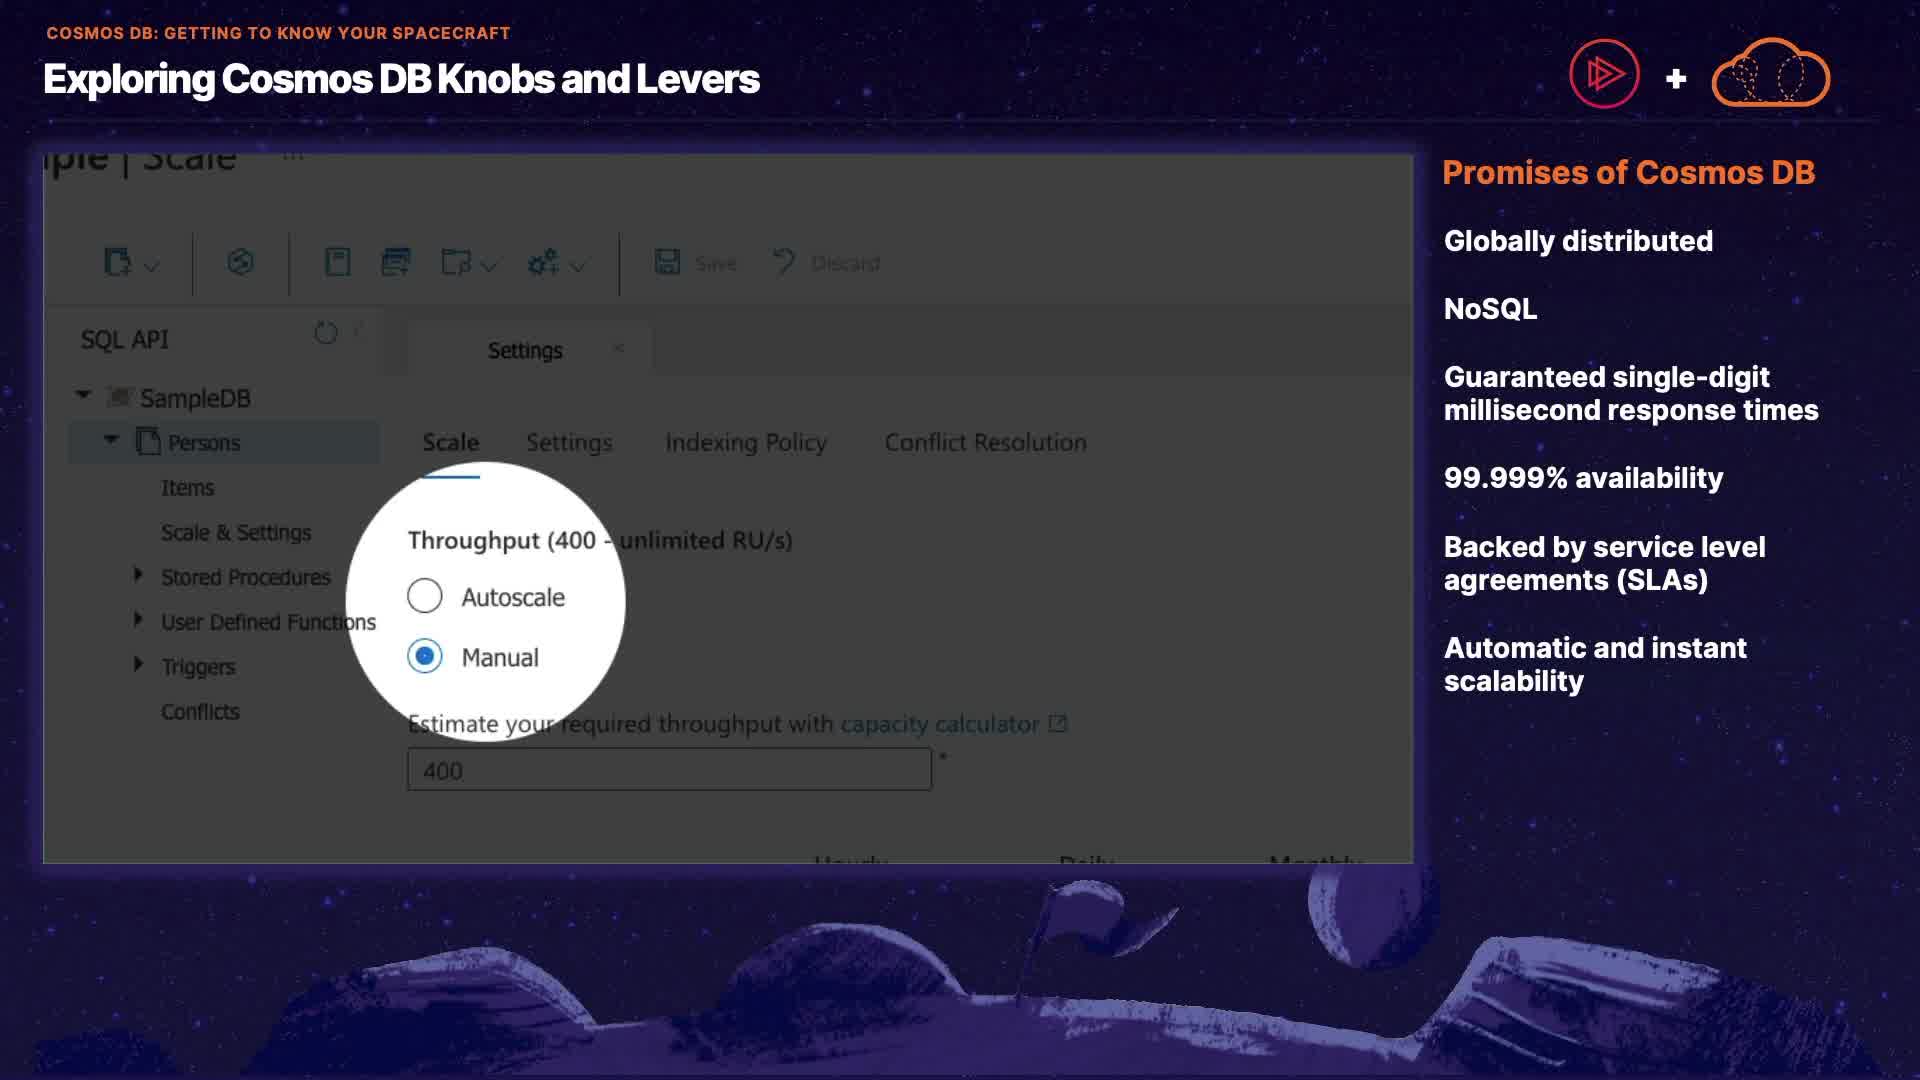 COSMOS DB: GETTING TO KNOW YOUR SPACECRAFT
Exploring Cosmos DB Knobs and Levers
+
ple | Scale ...
Save Discard
SQL API
Settings
SampleDB
Persons
Scale Settings Indexing Policy Conflict Resolution
Items
Scale & Settings
Stored Procedures
User Defined Functions
Triggers
Conflicts
Throughput (400 - unlimited RU/s)
Autoscale
Manual
Estimate your required throughput with capacity calculator
400 *
Hourly Daily Monthly
Promises of Cosmos DB
Globally distributed
NoSQL
Guaranteed single-digit
millisecond response times
99.999% availability
Backed by service level
agreements (SLAs)
Automatic and instant
scalability